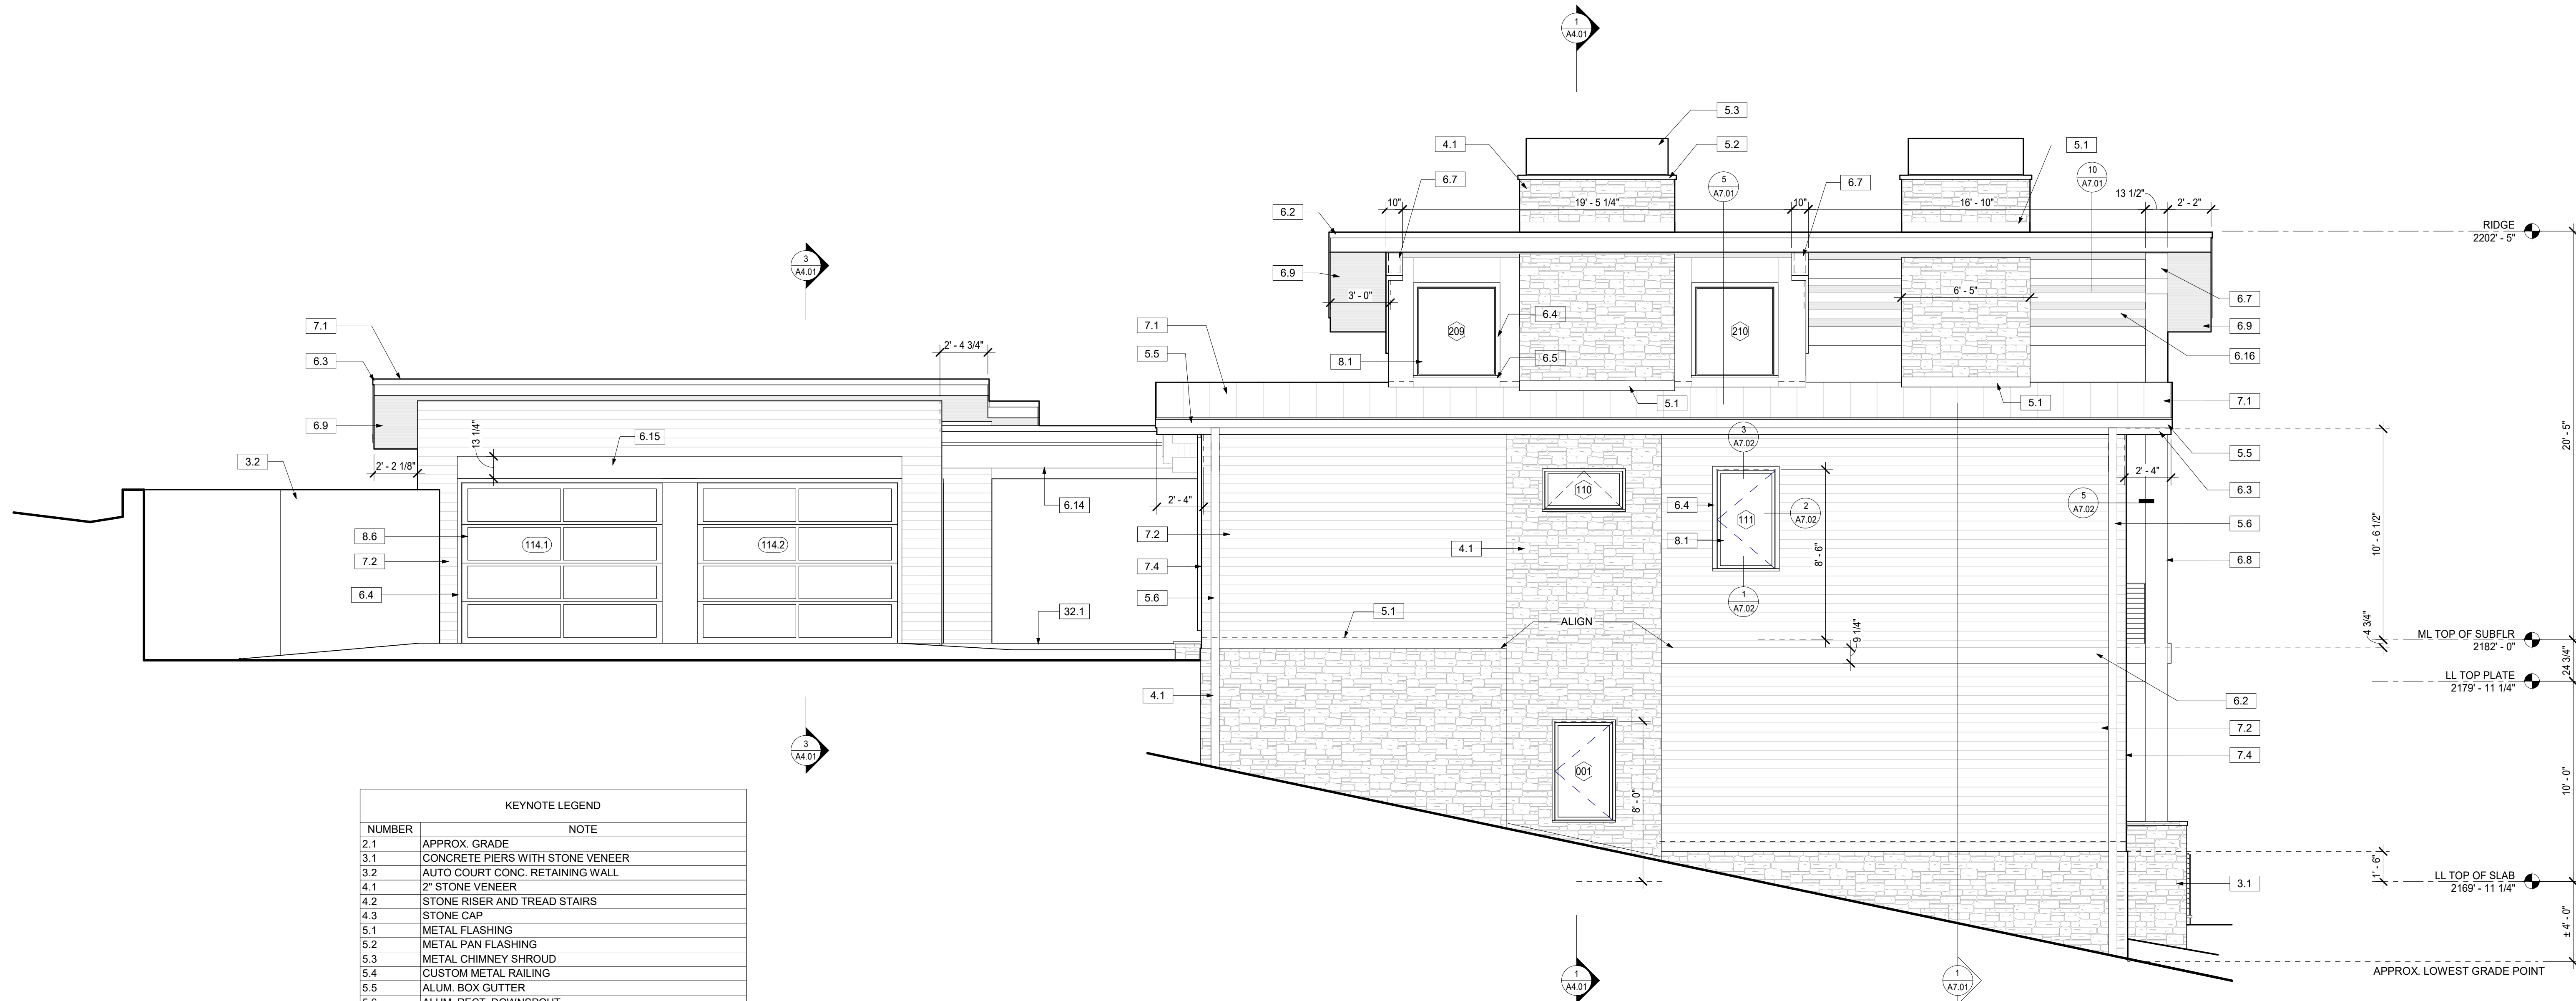 1
A4.01
5.3
4.1
5.2
5.1
6.7
5
A7.01
6.7
10
A7.01
13 1/2"
6.2
10"
19' - 5 1/4"
10"
16' - 10"
2' - 2"
RIDGE
2202' - 5"
3
A4.01
6.9
3' - 0"
6' - 5"
6.7
6.4
209
210
7.1
7.1
6.9
5.5
8.1
6.5
6.16
2' - 4 3/4"
6.3
5.1
5.1
7.1
6.9
13 1/4"
6.15
3
A7.02
5.5
20' - 5"
3.2
2' - 2 1/8"
2' - 4"
6.3
6.14
2' - 4"
110
6.4
111
2
A7.02
5
A7.02
5.6
10' - 6 1/2"
8.6
114.1
114.2
7.2
4.1
8.1
8' - 6"
7.2
7.4
6.8
6.4
5.6
1
A7.02
32.1
5.1
ALIGN
9 1/4"
4 3/4"
ML TOP OF SUBFLR
2182' - 0"
24 3/4"
LL TOP PLATE
2179' - 11 1/4"
4.1
6.2
7.2
3
A4.01
7.4
001
8' - 0"
10' - 0"
1' - 6"
LL TOP OF SLAB
2169' - 11 1/4"
3.1
± 4' - 0"
1
A4.01
1
A7.01
APPROX. LOWEST GRADE POINT
KEYNOTE LEGEND
NUMBER NOTE
2.1 APPROX. GRADE
3.1 CONCRETE PIERS WITH STONE VENEER
3.2 AUTO COURT CONC. RETAINING WALL
4.1 2" STONE VENEER
4.2 STONE RISER AND TREAD STAIRS
4.3 STONE CAP
5.1 METAL FLASHING
5.2 METAL PAN FLASHING
5.3 METAL CHIMNEY SHROUD
5.4 CUSTOM METAL RAILING
5.5 ALUM. BOX GUTTER
5.6 ALUM. RECT. DOWNSPOUT